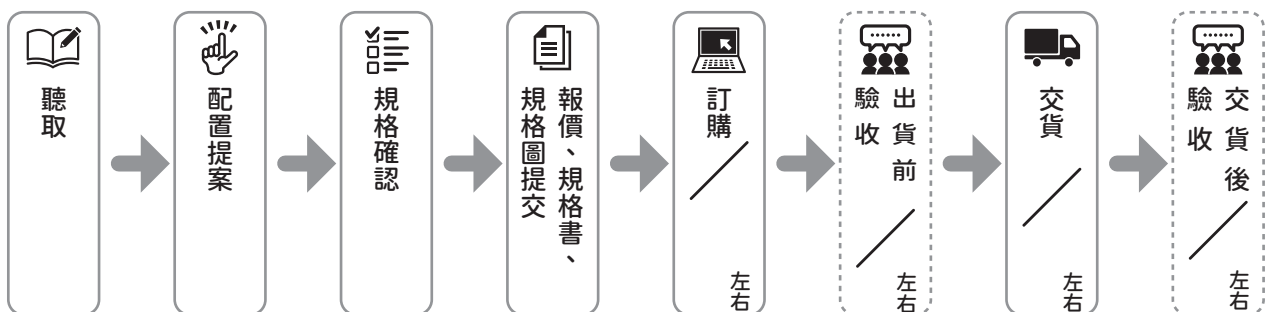 聽取
配置提案
規格確認
報價、規格書、
規格圖提交
訂購
／
左右
出貨前
驗收
／
左右
交貨
／
左右
交貨後
驗收
／
左右